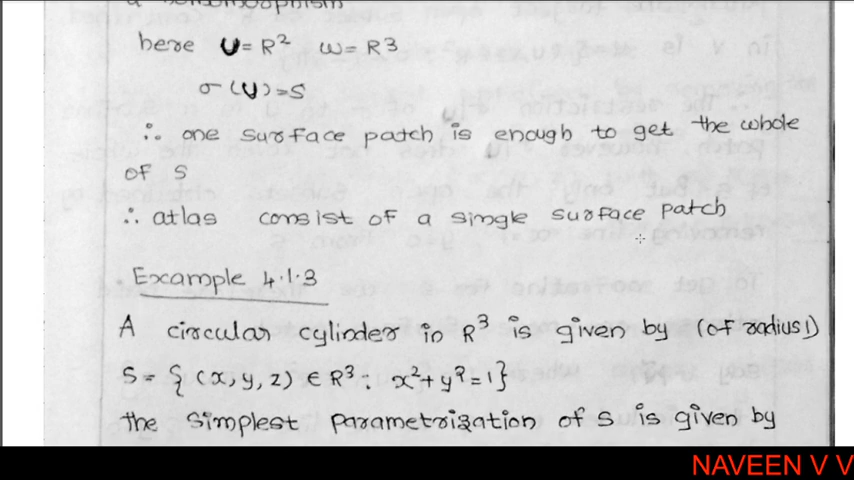 here U = R² W = R³
σ(U) = S
∴ one surface patch is enough to get the whole
of S
∴ atlas consist of a single surface patch
Example 4.1.3
A circular cylinder in R³ is given by (of radius 1)
S = { (x, y, z) ∈ R³ : x² + y² = 1}
the simplest parametrization of S is given by
NAVEEN V V